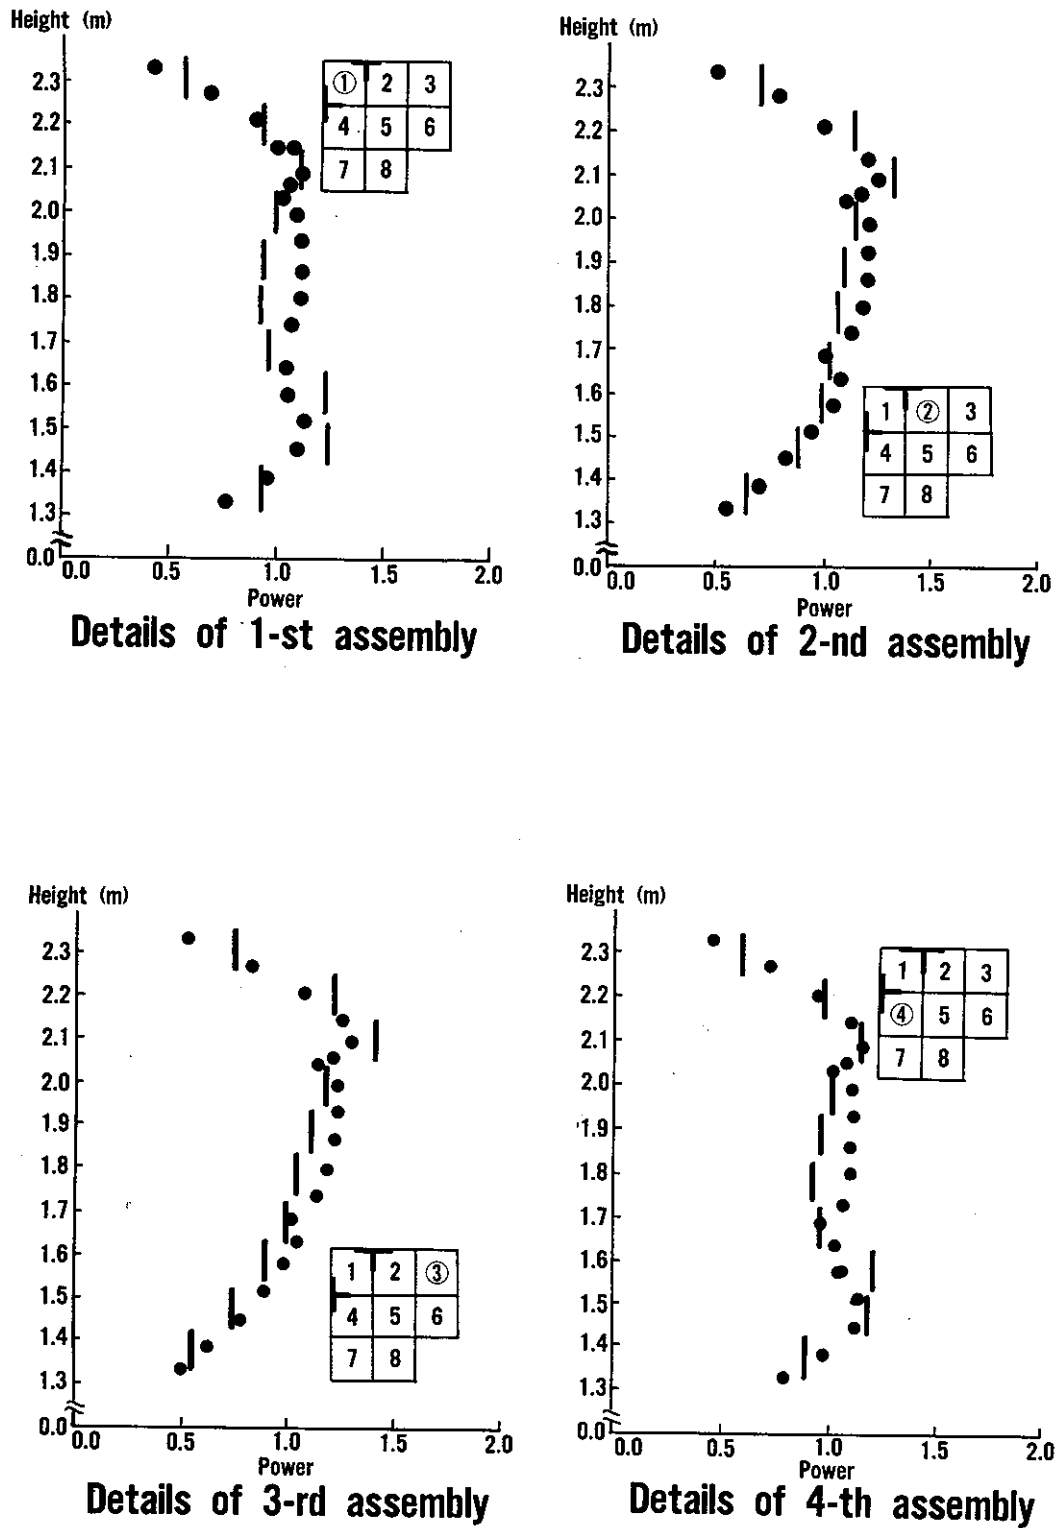 Height (m)
2.3
2.2
2.1
2.0
1.9
1.8
1.7
1.6
1.5
1.4
1.3
0.0
0.0 0.5 1.0 1.5 2.0
Power
① 2 3
4 5 6
7 8
Details of 1-st assembly
Height (m)
2.3
2.2
2.1
2.0
1.9
1.8
1.7
1.6
1.5
1.4
1.3
0.0
0.0 0.5 1.0 1.5 2.0
Power
1 ② 3
4 5 6
7 8
Details of 2-nd assembly
Height (m)
2.3
2.2
2.1
2.0
1.9
1.8
1.7
1.6
1.5
1.4
1.3
0.0
0.0 0.5 1.0 1.5 2.0
Power
1 2 ③
4 5 6
7 8
Details of 3-rd assembly
Height (m)
2.3
2.2
2.1
2.0
1.9
1.8
1.7
1.6
1.5
1.4
1.3
0.0
0.0 0.5 1.0 1.5 2.0
Power
1 2 3
④ 5 6
7 8
Details of 4-th assembly